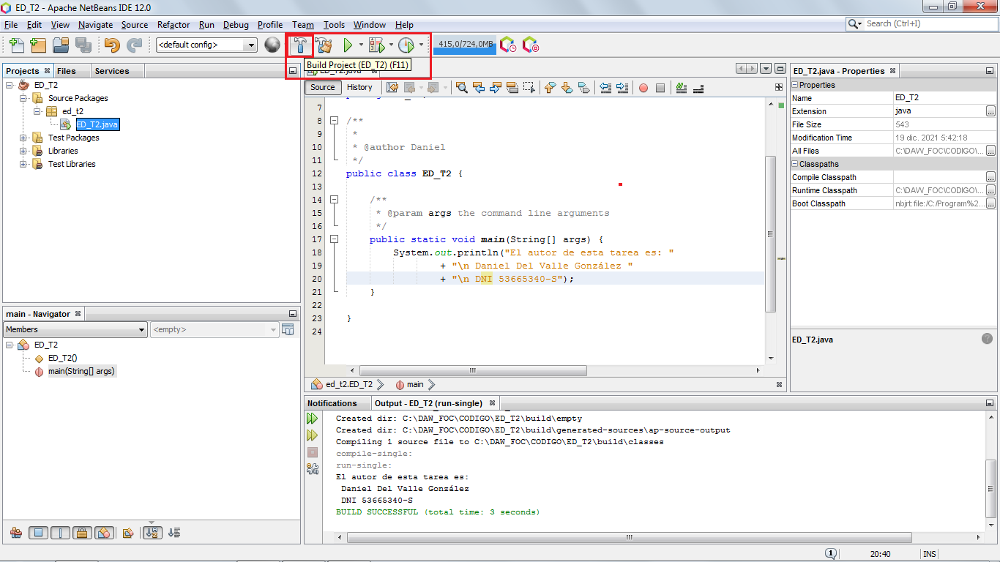 ED_T2 - Apache NetBeans IDE 12.0
File Edit View Navigate Source Refactor Run Debug Profile Team Tools Window Help
Search (Ctrl+I)
<default config>
415,0/724,0MB
Build Project (ED_T2) (F11)
Projects Files Services
ED_T2
Source Packages
ed_t2
ED_T2.java
Test Packages
Libraries
Test Libraries
ED_T2.java
Source History
7
8 /**
9 *
10 * @author Daniel
11 */
12 public class ED_T2 {
13
14 /**
15 * @param args the command line arguments
16 */
17 public static void main(String[] args) {
18 System.out.println("El autor de esta tarea es: "
19 + "\n Daniel Del Valle González "
20 + "\n DNI 53665340-S");
21 }
22
23 }
24
ed_t2.ED_T2 main
ED_T2.java - Properties
Properties
Name ED_T2
Extension java ...
File Size 543
Modification Time 19 dic. 2021 5:42:18
All Files C:\DAW_FOC\CODIGO\... ...
Classpaths
Compile Classpath ...
Runtime Classpath C:\DAW_FOC\CODIGO\... ...
Boot Classpath nbjrt:file:/C:/Program%2... ...
ED_T2.java
main - Navigator
Members <empty>
ED_T2
ED_T2()
main(String[] args)
Notifications Output - ED_T2 (run-single)
Created dir: C:\DAW_FOC\CODIGO\ED_T2\build\empty
Created dir: C:\DAW_FOC\CODIGO\ED_T2\build\generated-sources\ap-source-output
Compiling 1 source file to C:\DAW_FOC\CODIGO\ED_T2\build\classes
compile-single:
run-single:
El autor de esta tarea es:
Daniel Del Valle González
DNI 53665340-S
BUILD SUCCESSFUL (total time: 3 seconds)
1 20:40 INS